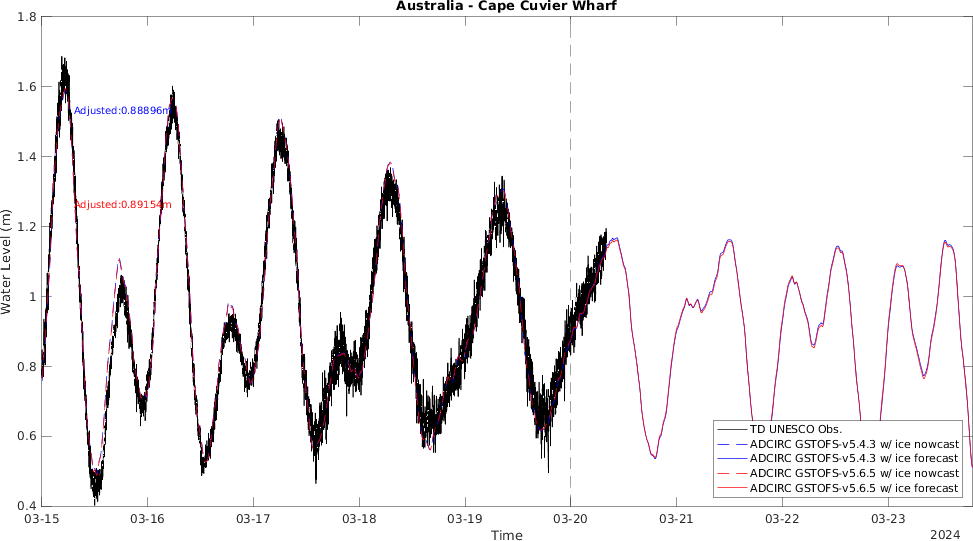 Australia - Cape Cuvier Wharf
1.8
1.6
1.4
1.2
1
0.8
0.6
0.4
Water Level (m)
Adjusted:0.88896m
Adjusted:0.89154m
TD UNESCO Obs.
ADCIRC GSTOFS-v5.4.3 w/ ice nowcast
ADCIRC GSTOFS-v5.4.3 w/ ice forecast
ADCIRC GSTOFS-v5.6.5 w/ ice nowcast
ADCIRC GSTOFS-v5.6.5 w/ ice forecast
03-15 03-16 03-17 03-18 03-19 03-20 03-21 03-22 03-23
Time
2024